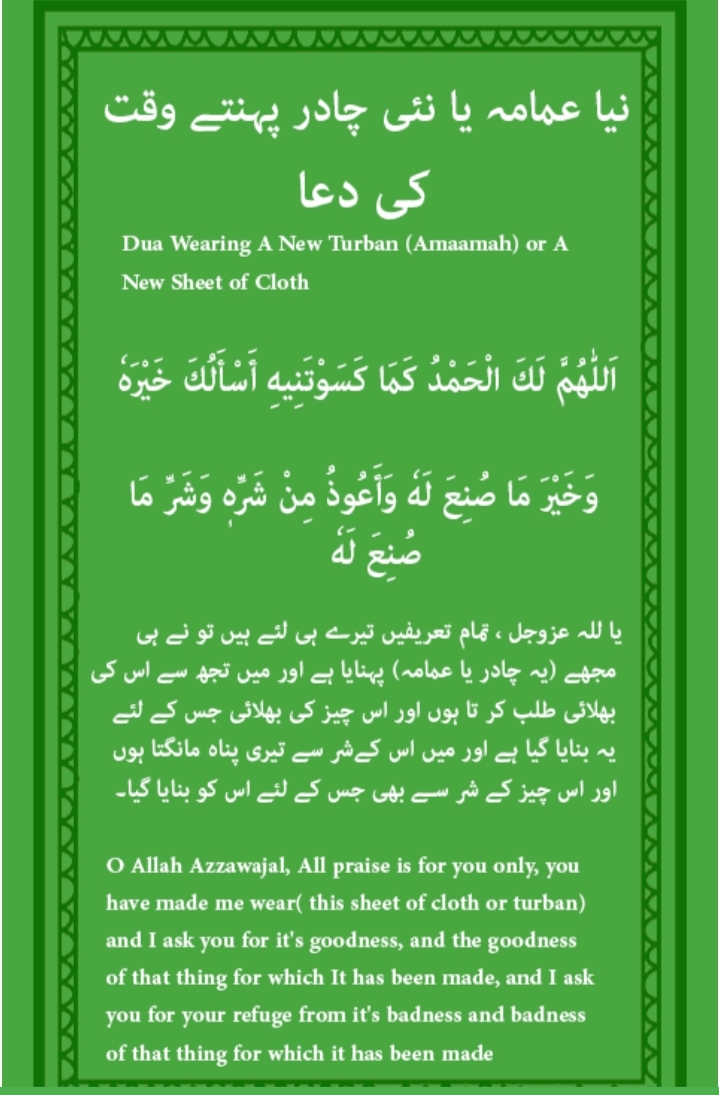 نیا عمامہ یا نئی چادر پہنتے وقت
کی دعا
Dua Wearing A New Turban (Amaamah) or A
New Sheet of Cloth
اَللّٰهُمَّ لَكَ الْحَمْدُ كَمَا كَسَوْتَنِيهِ أَسْأَلُكَ خَيْرَهٗ
وَخَيْرَ مَا صُنِعَ لَهٗ وَأَعُوذُ مِنْ شَرِّهٖ وَشَرِّ مَا
صُنِعَ لَهٗ
یا للہ عزوجل ، تمام تعریفیں تیرے ہی لئے ہیں تو نے ہی
مجھے (یہ چادر یا عمامہ) پہنایا ہے اور میں تجھ سے اس کی
بھلائی طلب کر تا ہوں اور اس چیز کی بھلائی جس کے لئے
یہ بنایا گیا ہے اور میں اس کےشر سے تیری پناہ مانگتا ہوں
اور اس چیز کے شر سے بھی جس کے لئے اس کو بنایا گیا۔
O Allah Azzawajal, All praise is for you only, you
have made me wear( this sheet of cloth or turban)
and I ask you for it's goodness, and the goodness
of that thing for which It has been made, and I ask
you for your refuge from it's badness and badness
of that thing for which it has been made